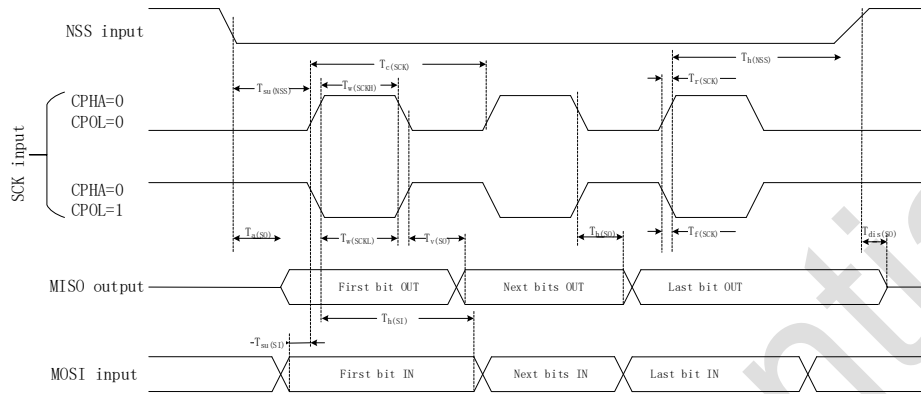 NSS input
Tc(SCK)
Th(NSS)
Tsu(NSS)
Tw(SCKH)
Tr(SCK)
SCK input
CPHA=0
CPOL=0
CPHA=0
CPOL=1
Ta(SO)
Tw(SCKL)
Tv(SO)
Th(SO)
Tf(SCK)
Tdis(SO)
MISO output
First bit OUT
Next bits OUT
Last bit OUT
Th(SI)
Tsu(SI)
MOSI input
First bit IN
Next bits IN
Last bit IN